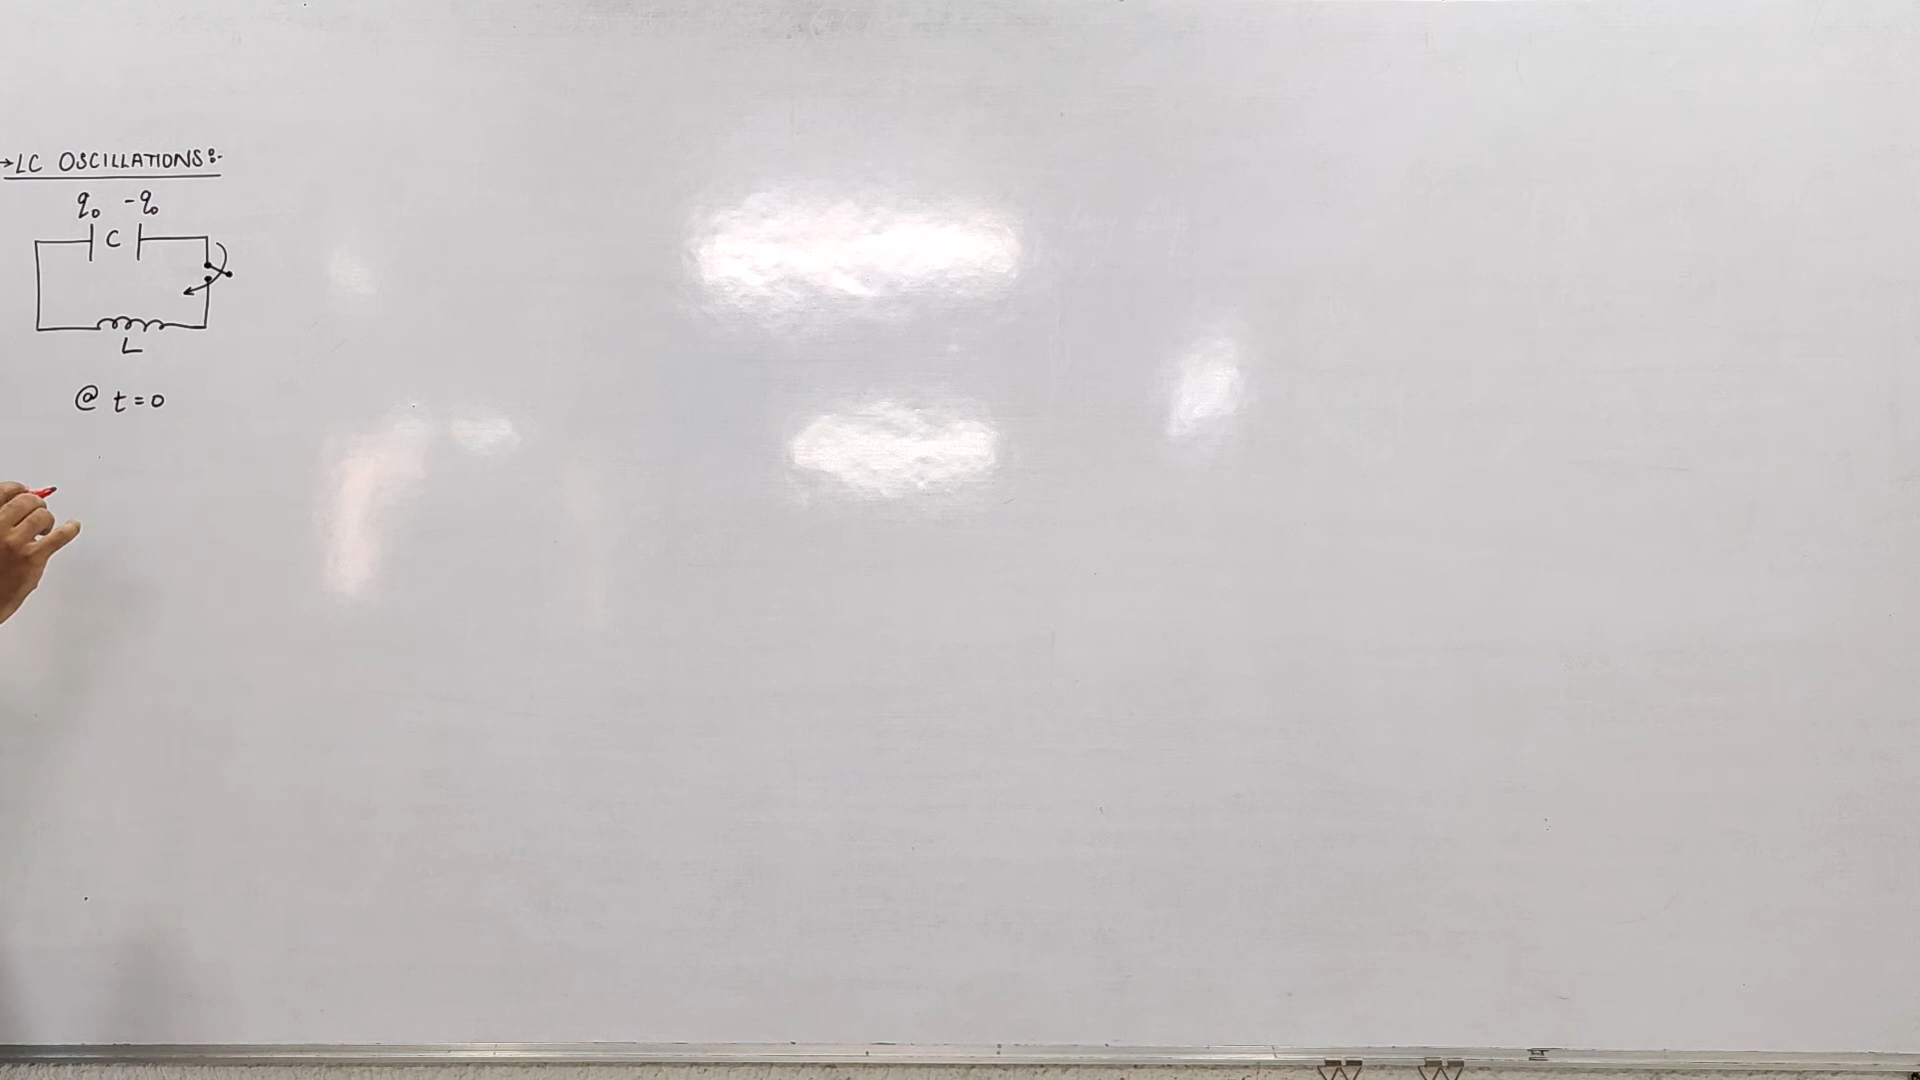 →LC OSCILLATIONS:-
q₀ -q₀
C
L
@ t=0